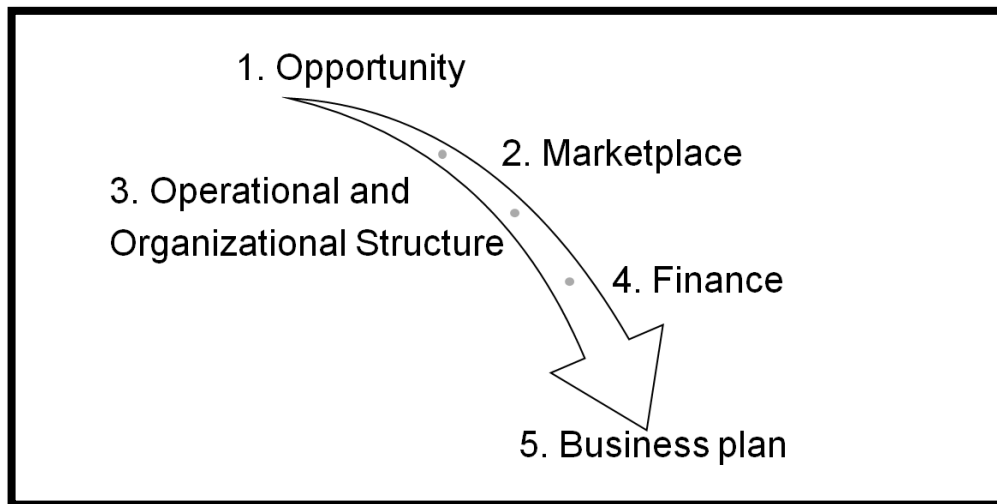 1. Opportunity
2. Marketplace
3. Operational and
Organizational Structure
4. Finance
5. Business plan